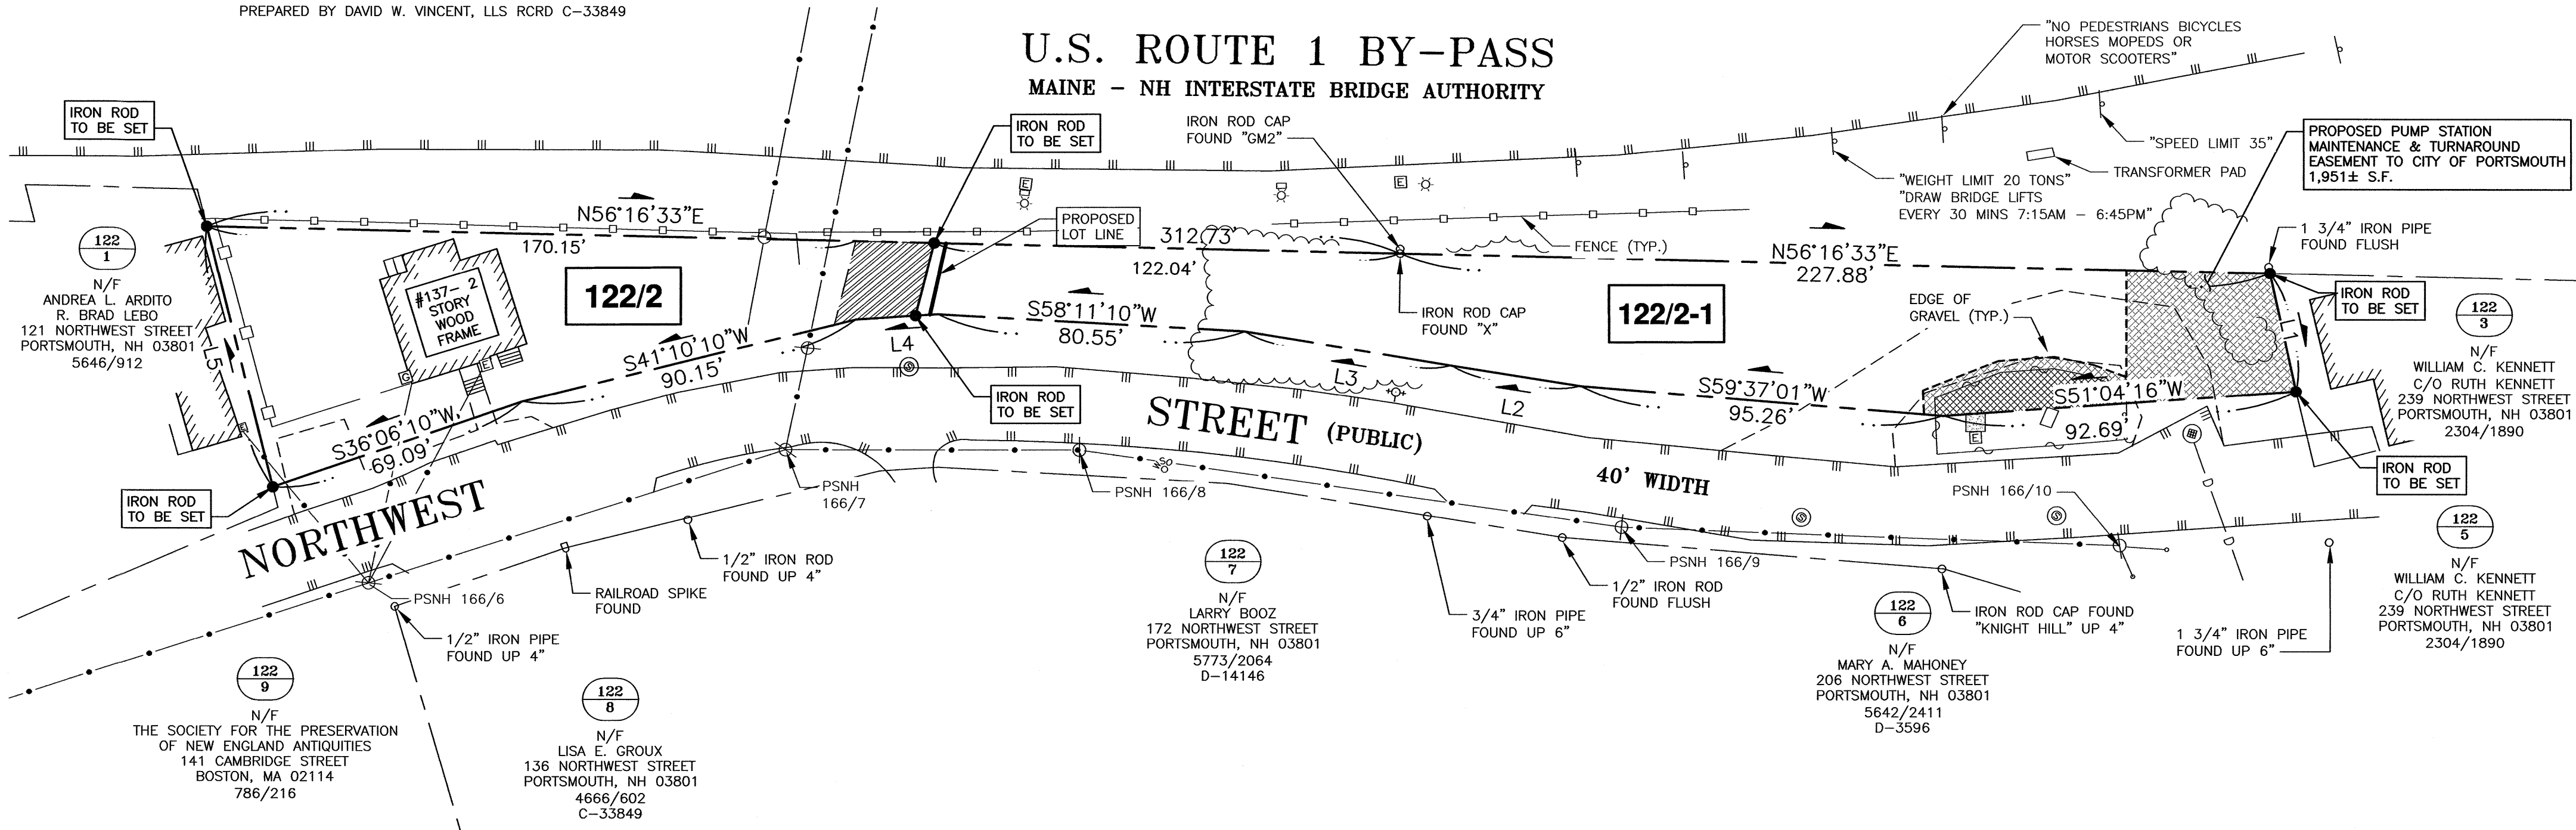 PREPARED BY DAVID W. VINCENT, LLS RCRD C-33849
U.S. ROUTE 1 BY-PASS
MAINE - NH INTERSTATE BRIDGE AUTHORITY
"NO PEDESTRIANS BICYCLES
HORSES MOPEDS OR
MOTOR SCOOTERS"
IRON ROD
TO BE SET
IRON ROD
TO BE SET
IRON ROD CAP
FOUND "GM2"
"SPEED LIMIT 35"
PROPOSED PUMP STATION
MAINTENANCE & TURNAROUND
EASEMENT TO CITY OF PORTSMOUTH
1,951± S.F.
TRANSFORMER PAD
"WEIGHT LIMIT 20 TONS"
"DRAW BRIDGE LIFTS
EVERY 30 MINS 7:15AM - 6:45PM"
E
E
N56°16'33"E
170.15'
PROPOSED
LOT LINE
312.73'
122.04'
FENCE (TYP.)
N56°16'33"E
227.88'
1 3/4" IRON PIPE
FOUND FLUSH
122
1
N/F
ANDREA L. ARDITO
R. BRAD LEBO
121 NORTHWEST STREET
PORTSMOUTH, NH 03801
5646/912
L5
#137- 2
STORY
WOOD
FRAME
122/2
G
E
S41°10'10"W
90.15'
L4
S58°11'10"W
80.55'
IRON ROD CAP
FOUND "X"
122/2-1
EDGE OF
GRAVEL (TYP.)
L1
IRON ROD
TO BE SET
122
3
N/F
WILLIAM C. KENNETT
C/O RUTH KENNETT
239 NORTHWEST STREET
PORTSMOUTH, NH 03801
2304/1890
S36°06'10"W
69.09'
IRON ROD
TO BE SET
L3
L2
S59°37'01"W
95.26'
S51°04'16"W
92.69'
E
S
IRON ROD
TO BE SET
IRON ROD
TO BE SET
NORTHWEST
STREET (PUBLIC)
40' WIDTH
PSNH
166/7
WSO
PSNH 166/8
PSNH 166/10
S
S
D
D
PSNH 166/6
1/2" IRON PIPE
FOUND UP 4"
RAILROAD SPIKE
FOUND
1/2" IRON ROD
FOUND UP 4"
122
7
N/F
LARRY BOOZ
172 NORTHWEST STREET
PORTSMOUTH, NH 03801
5773/2064
D-14146
3/4" IRON PIPE
FOUND UP 6"
1/2" IRON ROD
FOUND FLUSH
PSNH 166/9
122
6
N/F
MARY A. MAHONEY
206 NORTHWEST STREET
PORTSMOUTH, NH 03801
5642/2411
D-3596
IRON ROD CAP FOUND
"KNIGHT HILL" UP 4"
1 3/4" IRON PIPE
FOUND UP 6"
122
5
N/F
WILLIAM C. KENNETT
C/O RUTH KENNETT
239 NORTHWEST STREET
PORTSMOUTH, NH 03801
2304/1890
122
9
N/F
THE SOCIETY FOR THE PRESERVATION
OF NEW ENGLAND ANTIQUITIES
141 CAMBRIDGE STREET
BOSTON, MA 02114
786/216
122
8
N/F
LISA E. GROUX
136 NORTHWEST STREET
PORTSMOUTH, NH 03801
4666/602
C-33849